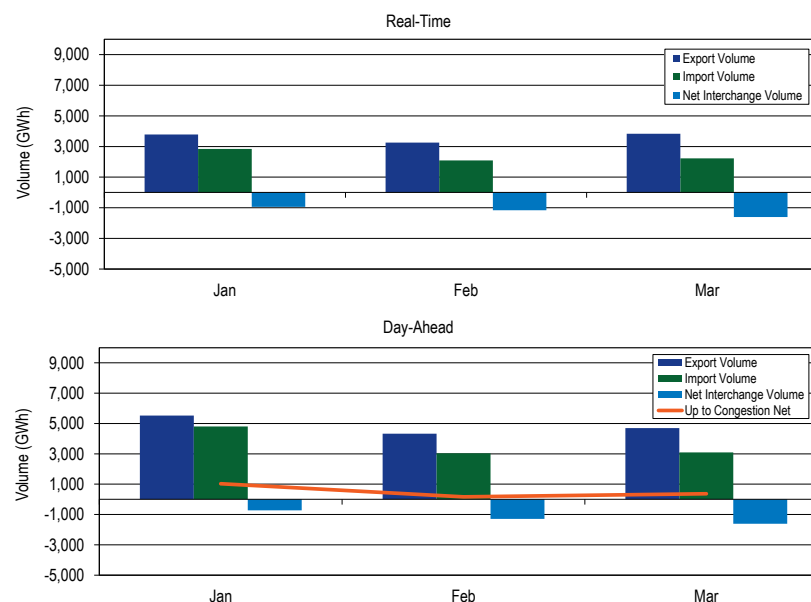 Real-Time
9,000
7,000
5,000
3,000
1,000
-1,000
-3,000
-5,000
Volume (GWh)
Export Volume
Import Volume
Net Interchange Volume
Jan Feb Mar
Day-Ahead
9,000
7,000
5,000
3,000
1,000
-1,000
-3,000
-5,000
Volume (GWh)
Export Volume
Import Volume
Net Interchange Volume
Up to Congestion Net
Jan Feb Mar